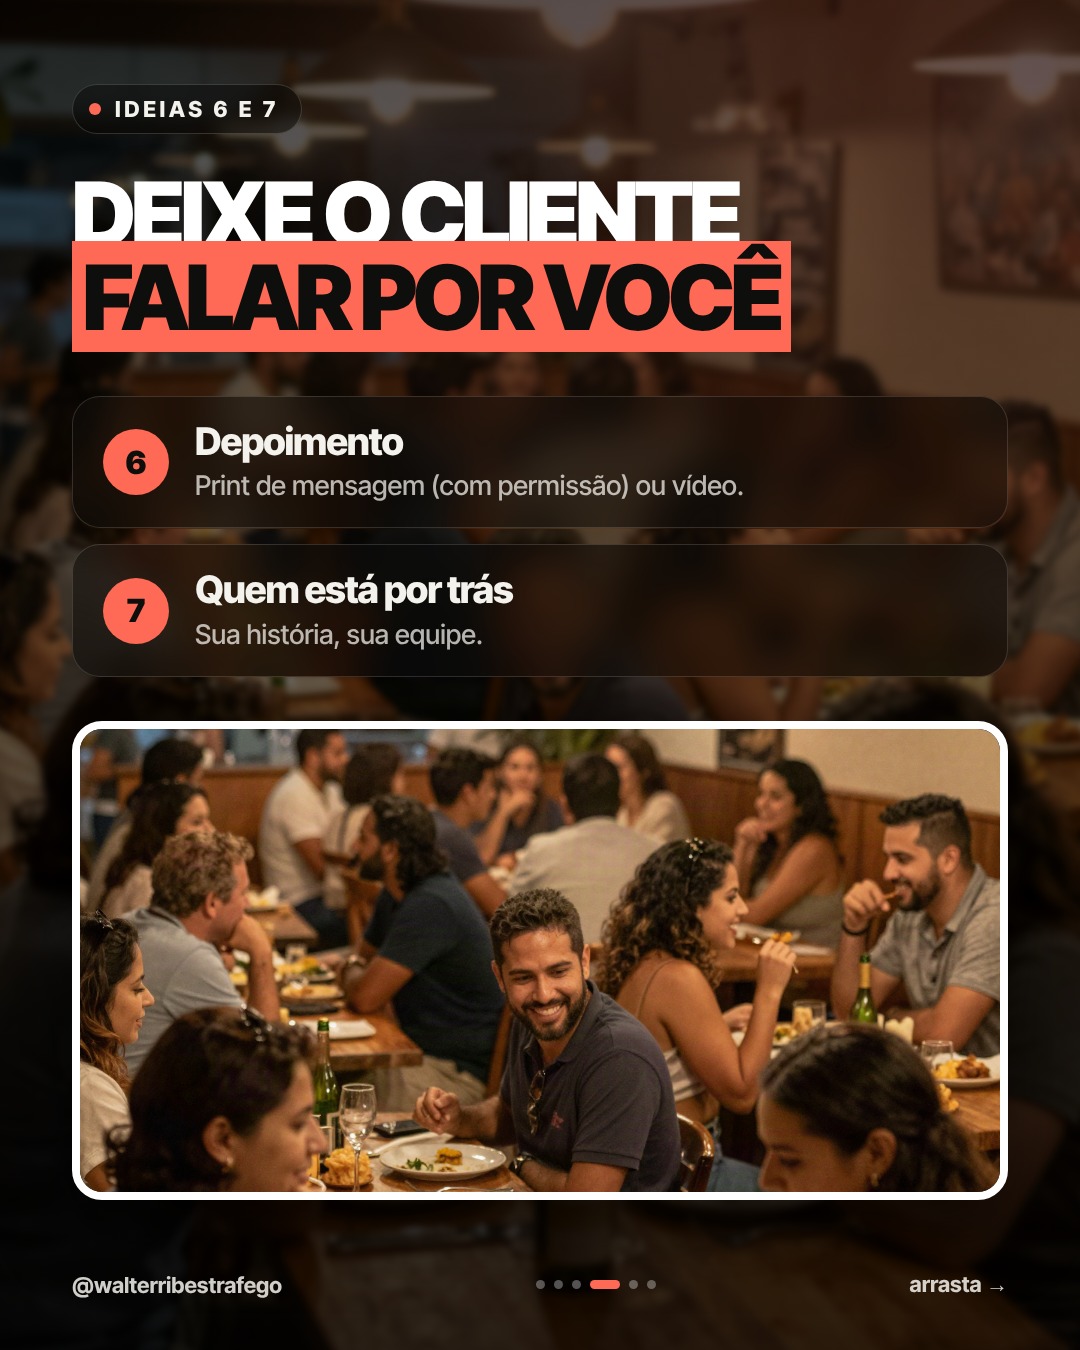 IDEIAS 6 E 7
DEIXE O CLIENTE
FALAR POR VOCÊ
6
Depoimento
Print de mensagem (com permissão) ou vídeo.
7
Quem está por trás
Sua história, sua equipe.
@walterribestrafego
arrasta →